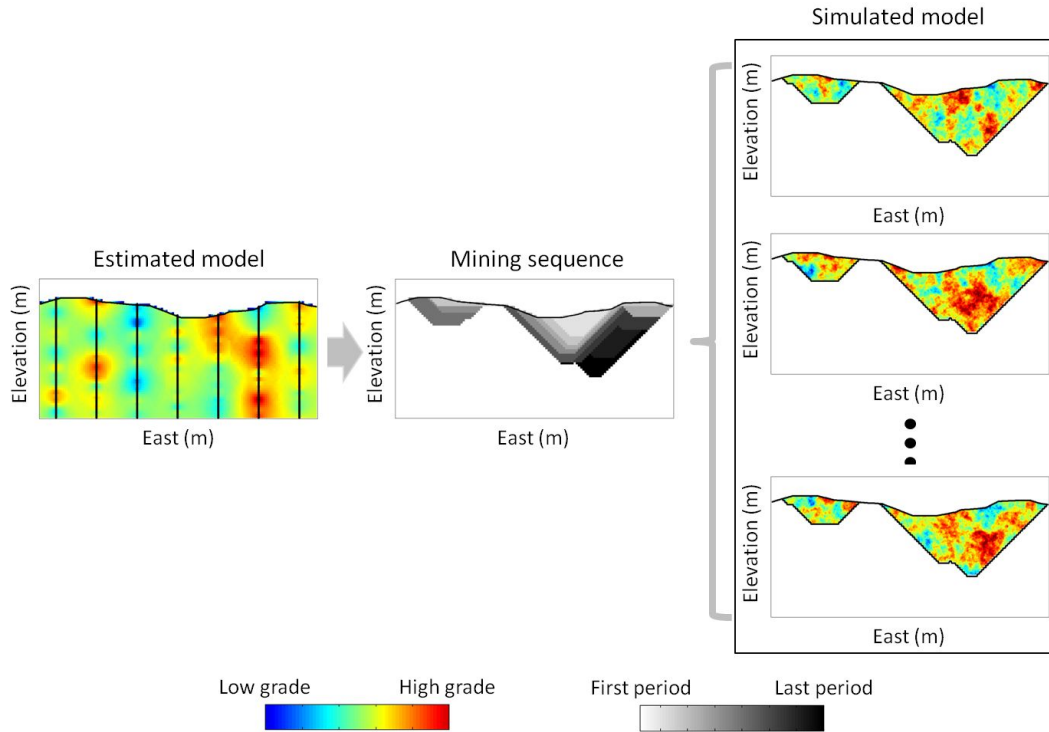 Simulated model
Elevation (m)
East (m)
Estimated model
Elevation (m)
East (m)
Mining sequence
Elevation (m)
East (m)
Elevation (m)
East (m)
Elevation (m)
East (m)
Low grade
High grade
First period
Last period